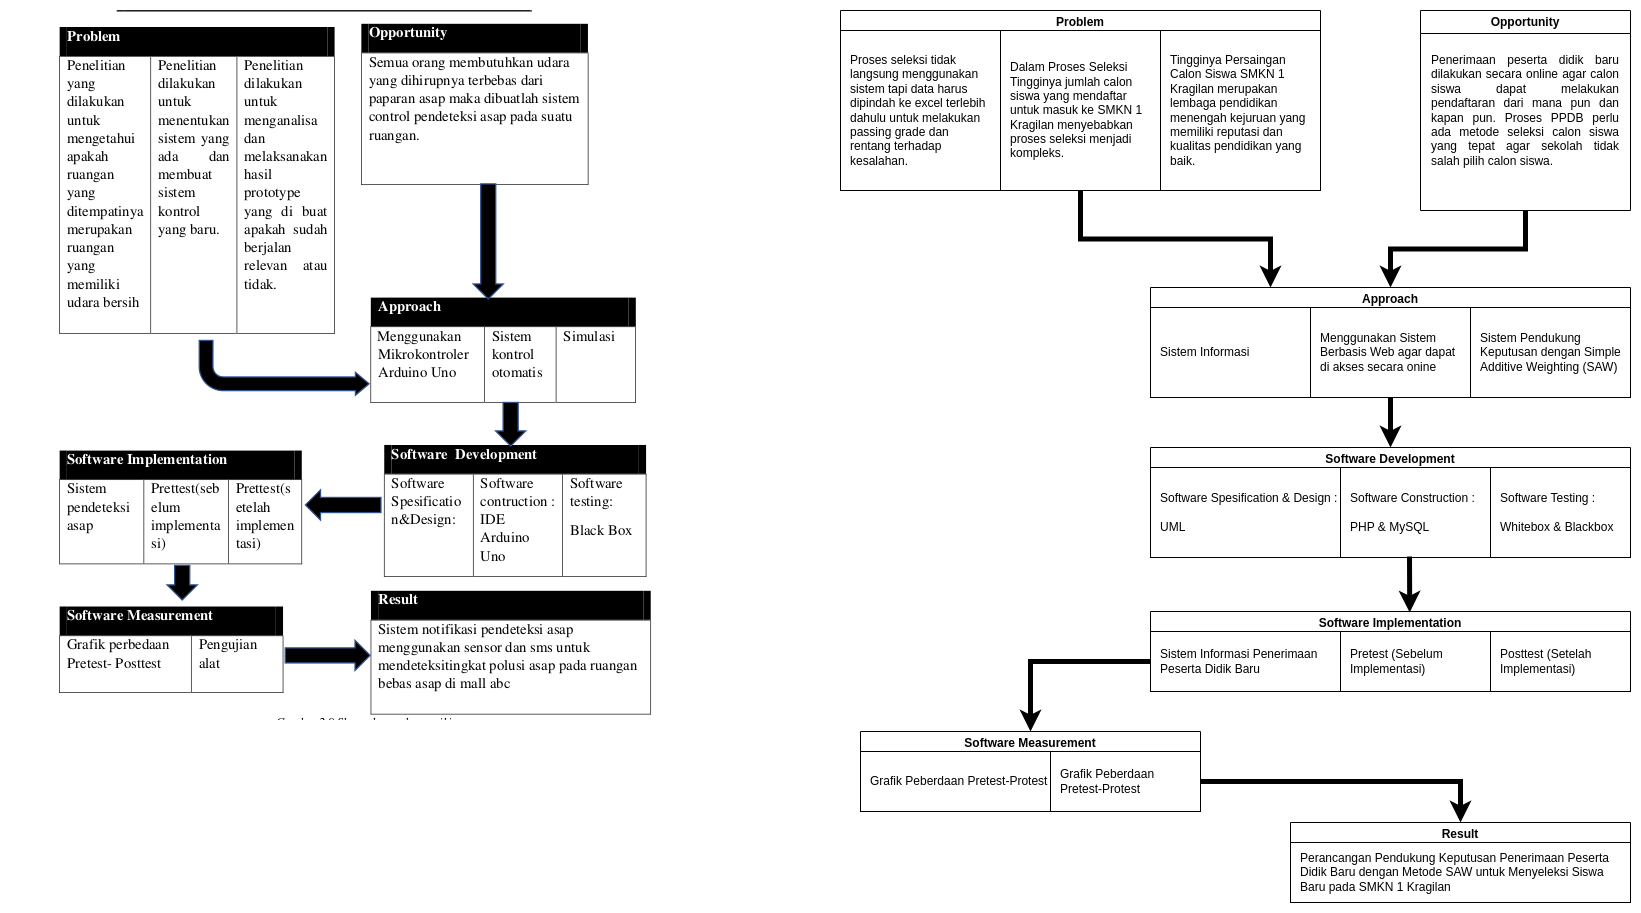 Problem
Penelitian
yang
dilakukan
untuk
mengetahui
apakah
ruangan
yang
ditempatinya
merupakan
ruangan
yang
memiliki
udara bersih
Penelitian
dilakukan
untuk
menentukan
sistem yang
ada dan
membuat
sistem
kontrol
yang baru.
Penelitian
dilakukan
untuk
menganalisa
dan
melaksanakan
hasil
prototype
yang di buat
apakah sudah
berjalan
relevan atau
tidak.
Opportunity
Semua orang membutuhkan udara
yang dihirupnya terbebas dari
paparan asap maka dibuatlah sistem
control pendeteksi asap pada suatu
ruangan.
Approach
Menggunakan
Mikrokontroler
Arduino Uno
Sistem
kontrol
otomatis
Simulasi
Software Development
Software
Spesificatio
n&Design:
Software
contruction :
IDE
Arduino
Uno
Software
testing:
Black Box
Software Implementation
Sistem
pendeteksi
asap
Prettest(seb
elum
implementa
si)
Prettest(s
etelah
implemen
tasi)
Software Measurement
Grafik perbedaan
Pretest- Posttest
Pengujian
alat
Result
Sistem notifikasi pendeteksi asap
menggunakan sensor dan sms untuk
mendeteksitingkat polusi asap pada ruangan
bebas asap di mall abc
Problem
Proses seleksi tidak
langsung menggunakan
sistem tapi data harus
dipindah ke excel terlebih
dahulu untuk melakukan
passing grade dan
rentang terhadap
kesalahan.
Dalam Proses Seleksi
Tingginya jumlah calon
siswa yang mendaftar
untuk masuk ke SMKN 1
Kragilan menyebabkan
proses seleksi menjadi
kompleks.
Tingginya Persaingan
Calon Siswa SMKN 1
Kragilan merupakan
lembaga pendidikan
menengah kejuruan yang
memiliki reputasi dan
kualitas pendidikan yang
baik.
Opportunity
Penerimaan peserta didik baru
dilakukan secara online agar calon
siswa dapat melakukan
pendaftaran dari mana pun dan
kapan pun. Proses PPDB perlu
ada metode seleksi calon siswa
yang tepat agar sekolah tidak
salah pilih calon siswa.
Approach
Sistem Informasi
Menggunakan Sistem
Berbasis Web agar dapat
di akses secara onine
Sistem Pendukung
Keputusan dengan Simple
Additive Weighting (SAW)
Software Development
Software Spesification & Design :
UML
Software Construction :
PHP & MySQL
Software Testing :
Whitebox & Blackbox
Software Implementation
Sistem Informasi Penerimaan
Peserta Didik Baru
Pretest (Sebelum
Implementasi)
Posttest (Setelah
Implementasi)
Software Measurement
Grafik Peberdaan Pretest-Protest
Grafik Peberdaan
Pretest-Protest
Result
Perancangan Pendukung Keputusan Penerimaan Peserta
Didik Baru dengan Metode SAW untuk Menyeleksi Siswa
Baru pada SMKN 1 Kragilan